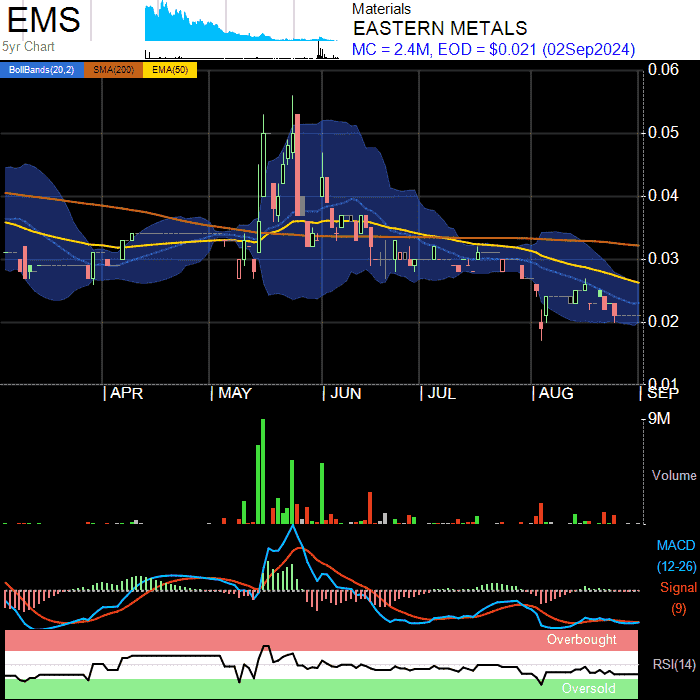 EMS
5yr Chart
Materials
EASTERN METALS
MC = 2.4M, EOD = $0.021 (02Sep2024)
BollBands(20,2) SMA(200) EMA(50)
0.06
0.05
0.04
0.03
0.02
0.01
APR MAY JUN JUL AUG SEP
9M
Volume
MACD
(12-26)
Signal
(9)
Overbought
RSI(14)
Oversold